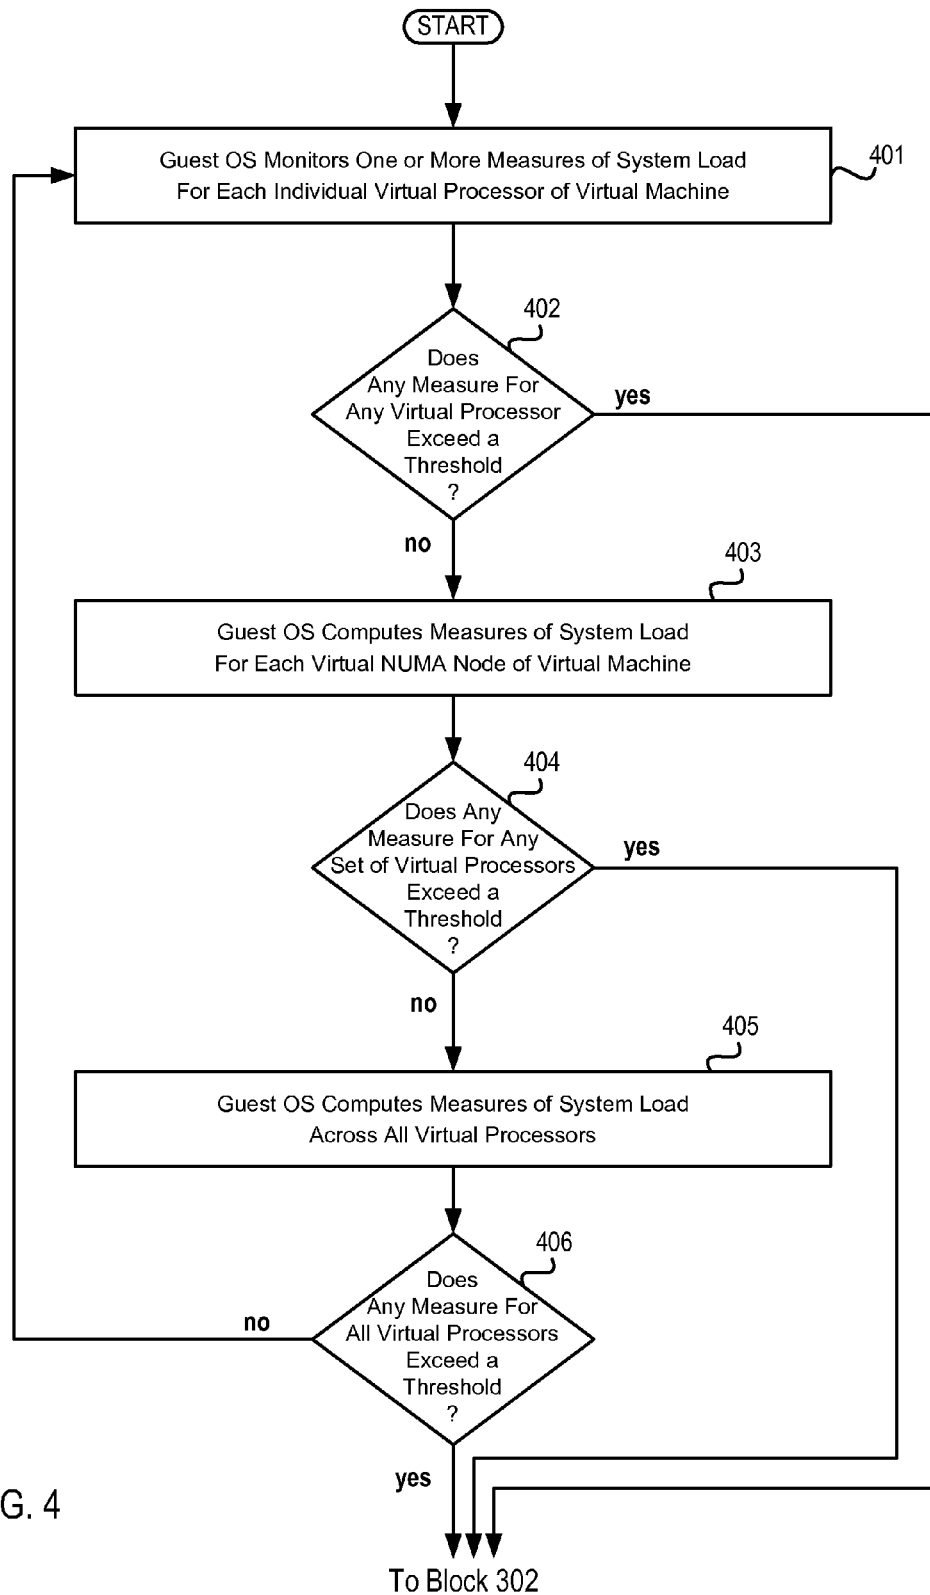 START
Guest OS Monitors One or More Measures of System Load
For Each Individual Virtual Processor of Virtual Machine
401
402
Does
Any Measure For
Any Virtual Processor
Exceed a
Threshold
?
yes
no
403
Guest OS Computes Measures of System Load
For Each Virtual NUMA Node of Virtual Machine
404
Does Any
Measure For Any
Set of Virtual Processors
Exceed a
Threshold
?
yes
no
405
Guest OS Computes Measures of System Load
Across All Virtual Processors
406
Does
Any Measure For
All Virtual Processors
Exceed a
Threshold
?
no
yes
G. 4
To Block 302